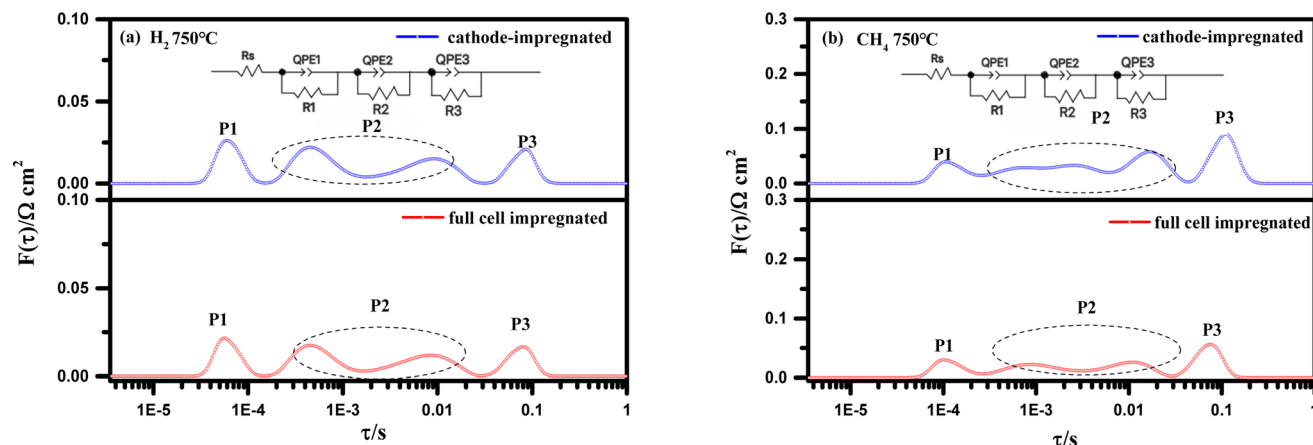 (a) H₂ 750°C
cathode-impregnated
Rs
QPE1
QPE2
QPE3
R1
R2
R3
P1
P2
P3
0.10
0.05
0.00
0.10
full cell impregnated
P1
P2
P3
0.05
0.00
F(τ)/Ω cm²
1E-5
1E-4
1E-3
0.01
0.1
1
τ/s
(b) CH₄ 750°C
cathode-impregnated
Rs
QPE1
QPE2
QPE3
R1
R2
R3
P1
P2
P3
0.3
0.2
0.1
0.0
0.3
full cell impregnated
P1
P2
P3
0.2
0.1
0.0
F(τ)/Ω cm²
1E-5
1E-4
1E-3
0.01
0.1
1
τ/s